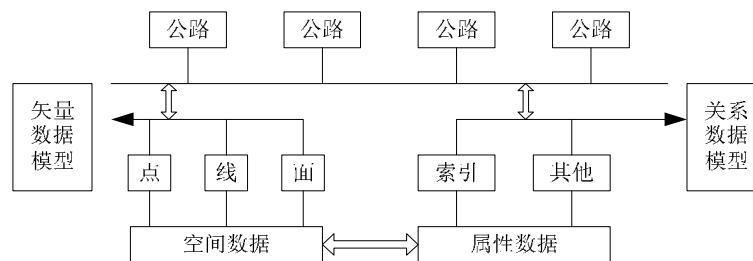 公路
公路
公路
公路
矢量
数据
模型
关系
数据
模型
点
线
面
索引
其他
空间数据
属性数据